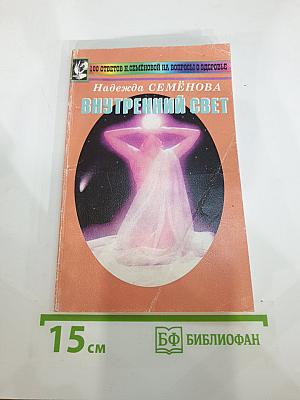 100 ОТВЕТОВ Н.СЕМЁНОВОЙ НА ВОПРОСЫ О ЗДОРОВЬЕ
Надежда СЕМЁНОВА
ВНУТРЕННИЙ СВЕТ
15 см
БФ БИБЛИОФАН